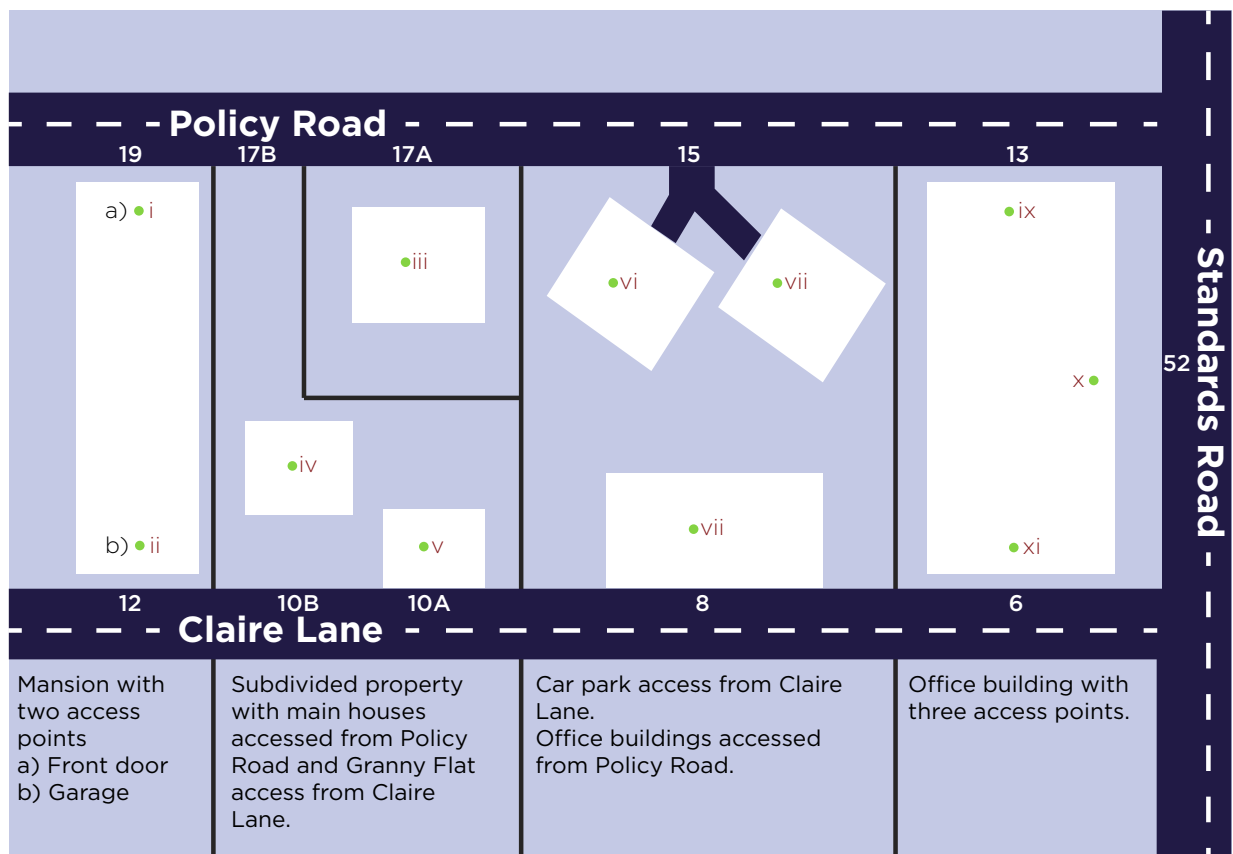 Policy Road
19
17B
17A
15
13
a) i
iii
vi
vii
ix
x
52
Standards Road
iv
b) ii
v
vii
xi
12
10B
10A
8
6
Claire Lane
Mansion with
two access
points
a) Front door
b) Garage
Subdivided property
with main houses
accessed from Policy
Road and Granny Flat
access from Claire
Lane.
Car park access from Claire
Lane.
Office buildings accessed
from Policy Road.
Office building with
three access points.